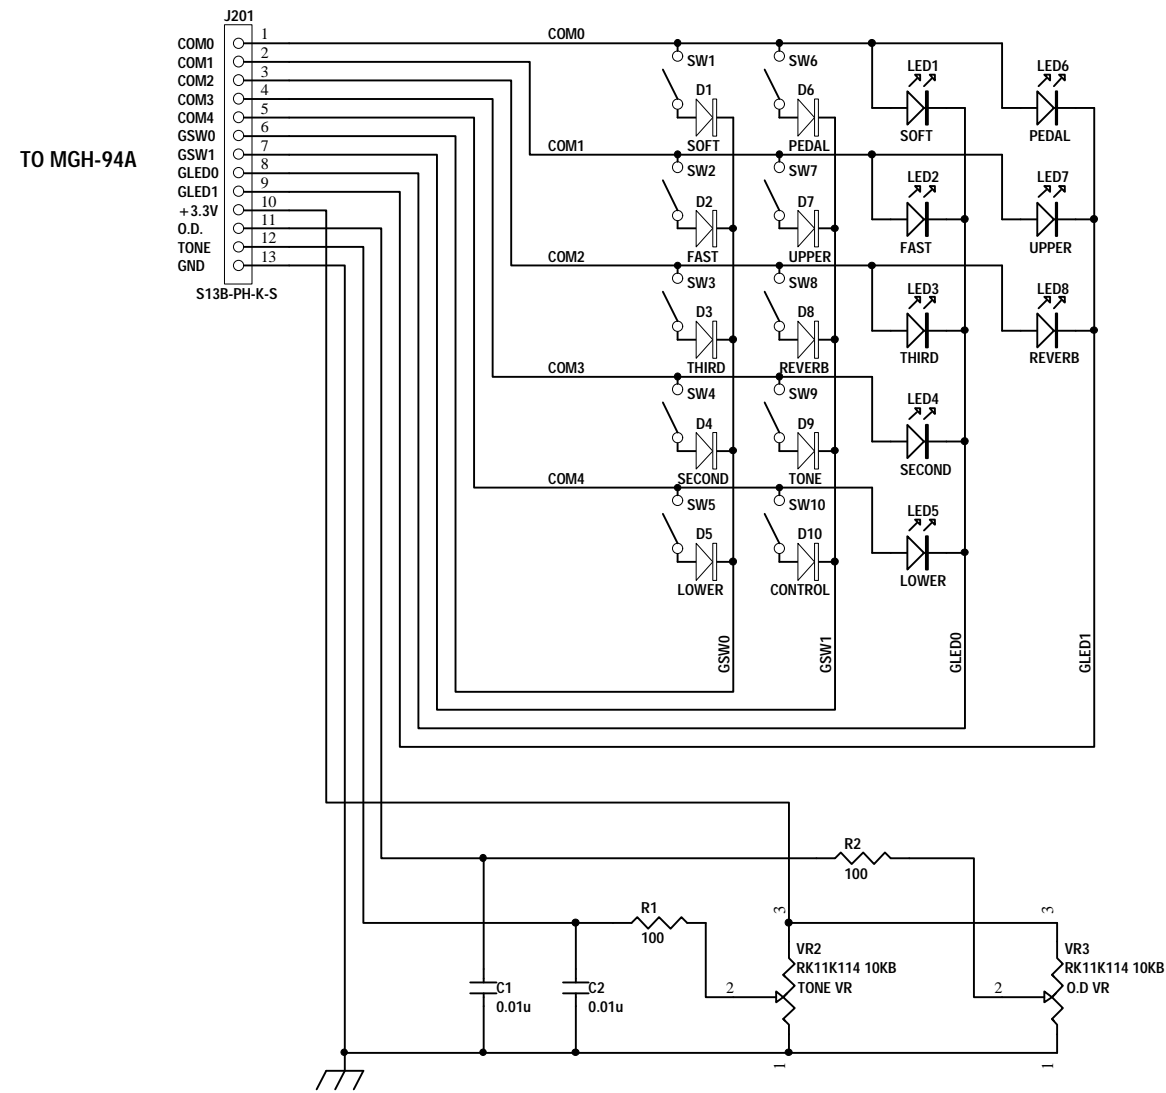 J201
COM0 1
COM1 2
COM2 3
COM3 4
COM4 5
GSW0 6
GSW1 7
GLED0 8
GLED1 9
+3.3V 10
O.D. 11
TONE 12
GND 13
S13B-PH-K-S
TO MGH-94A
COM0
SW1 SW6 LED1 LED6
D1 D6
SOFT PEDAL SOFT PEDAL
COM1
SW2 SW7 LED2 LED7
D2 D7
FAST UPPER FAST UPPER
COM2
SW3 SW8 LED3 LED8
D3 D8
THIRD REVERB THIRD REVERB
COM3
SW4 SW9 LED4
D4 D9
SECOND TONE SECOND
COM4
SW5 SW10 LED5
D5 D10
LOWER CONTROL LOWER
GSW0 GSW1 GLED0 GLED1
R2
100
R1
100
3 3
VR2
RK11K114 10KB
TONE VR
2
1
VR3
RK11K114 10KB
O.D VR
2
1
C1
0.01u
C2
0.01u